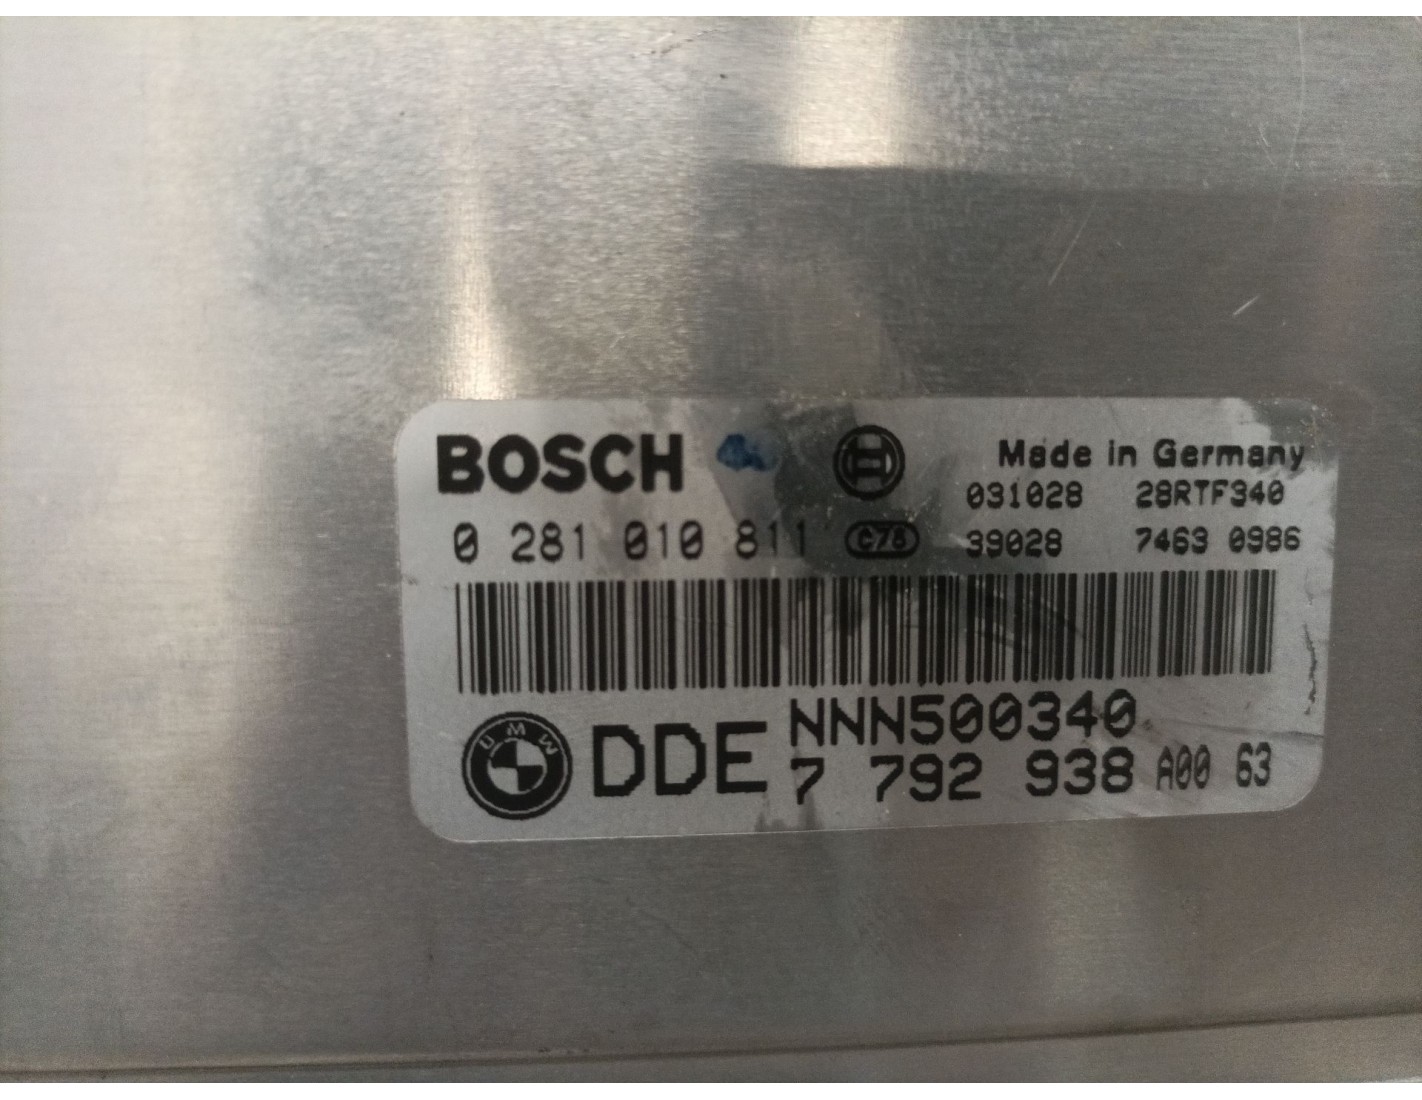 BOSCH
Made in Germany
031028 28RTF340
0 281 010 811 C78 39028 7463 0986
BMW
DDE NNN500340
7 792 938 A00 63